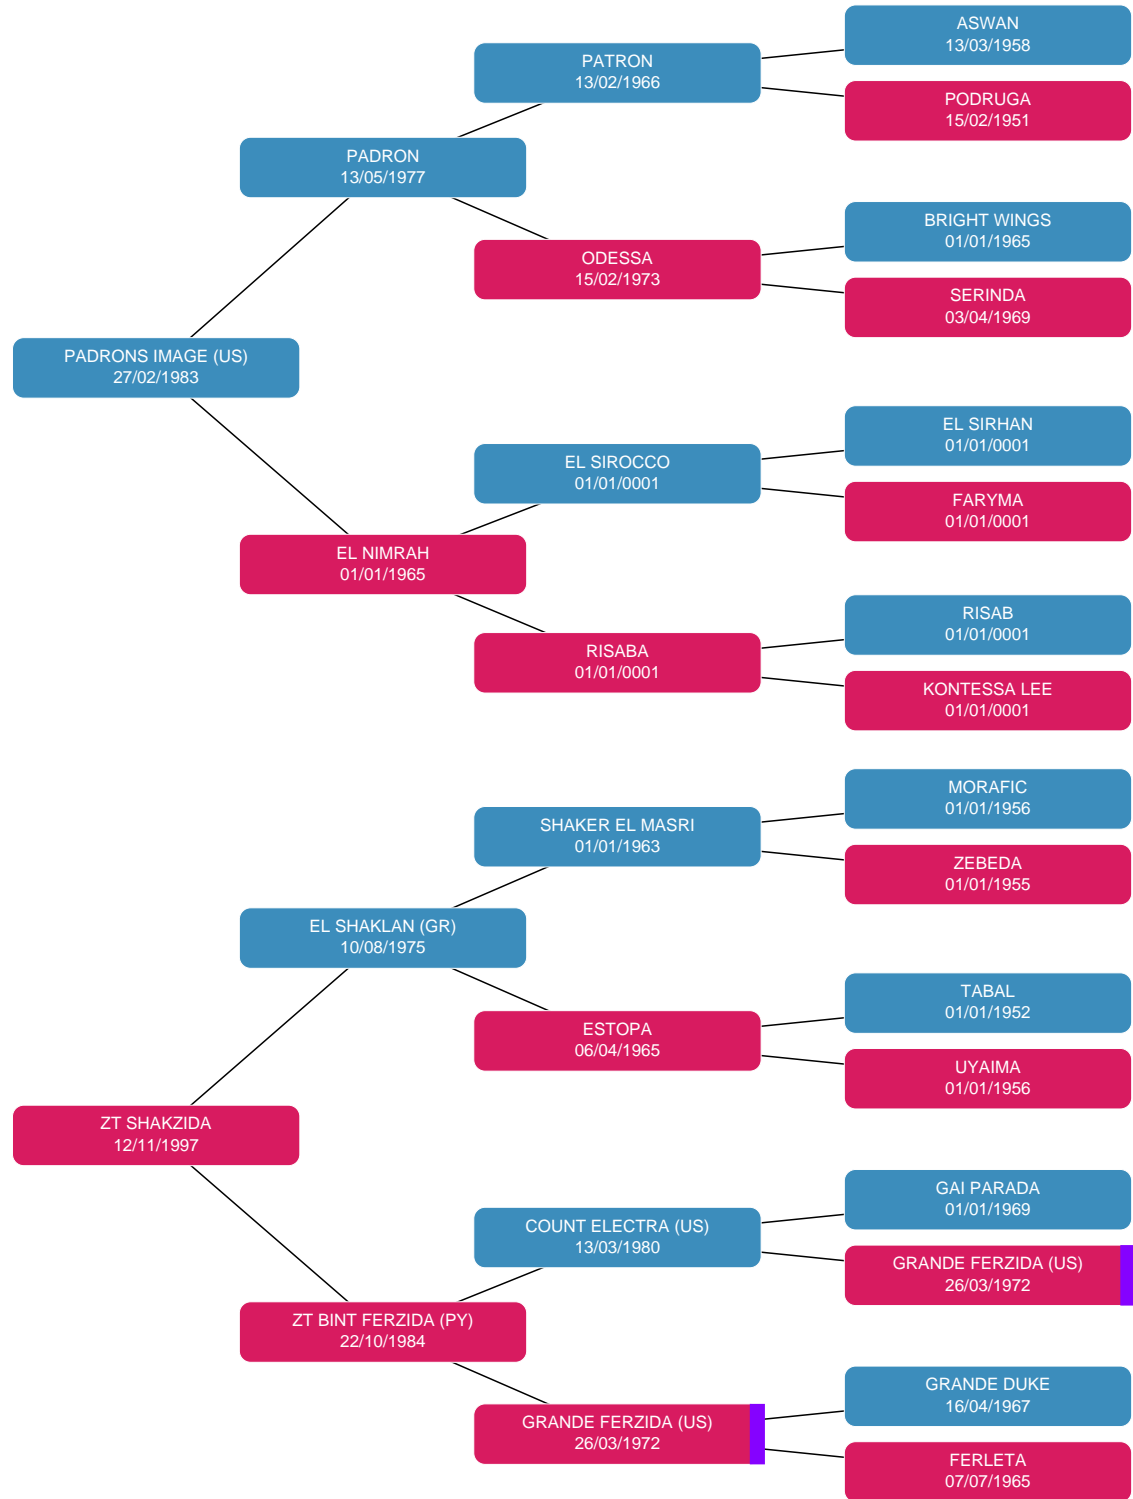 ASWAN
13/03/1958
PATRON
13/02/1966
PODRUGA
15/02/1951
PADRON
13/05/1977
BRIGHT WINGS
01/01/1965
ODESSA
15/02/1973
SERINDA
03/04/1969
PADRONS IMAGE (US)
27/02/1983
EL SIRHAN
01/01/0001
EL SIROCCO
01/01/0001
FARYMA
01/01/0001
EL NIMRAH
01/01/1965
RISAB
01/01/0001
RISABA
01/01/0001
KONTESSA LEE
01/01/0001
MORAFIC
01/01/1956
SHAKER EL MASRI
01/01/1963
ZEBEDA
01/01/1955
EL SHAKLAN (GR)
10/08/1975
TABAL
01/01/1952
ESTOPA
06/04/1965
UYAIMA
01/01/1956
ZT SHAKZIDA
12/11/1997
GAI PARADA
01/01/1969
COUNT ELECTRA (US)
13/03/1980
GRANDE FERZIDA (US)
26/03/1972
ZT BINT FERZIDA (PY)
22/10/1984
GRANDE DUKE
16/04/1967
GRANDE FERZIDA (US)
26/03/1972
FERLETA
07/07/1965